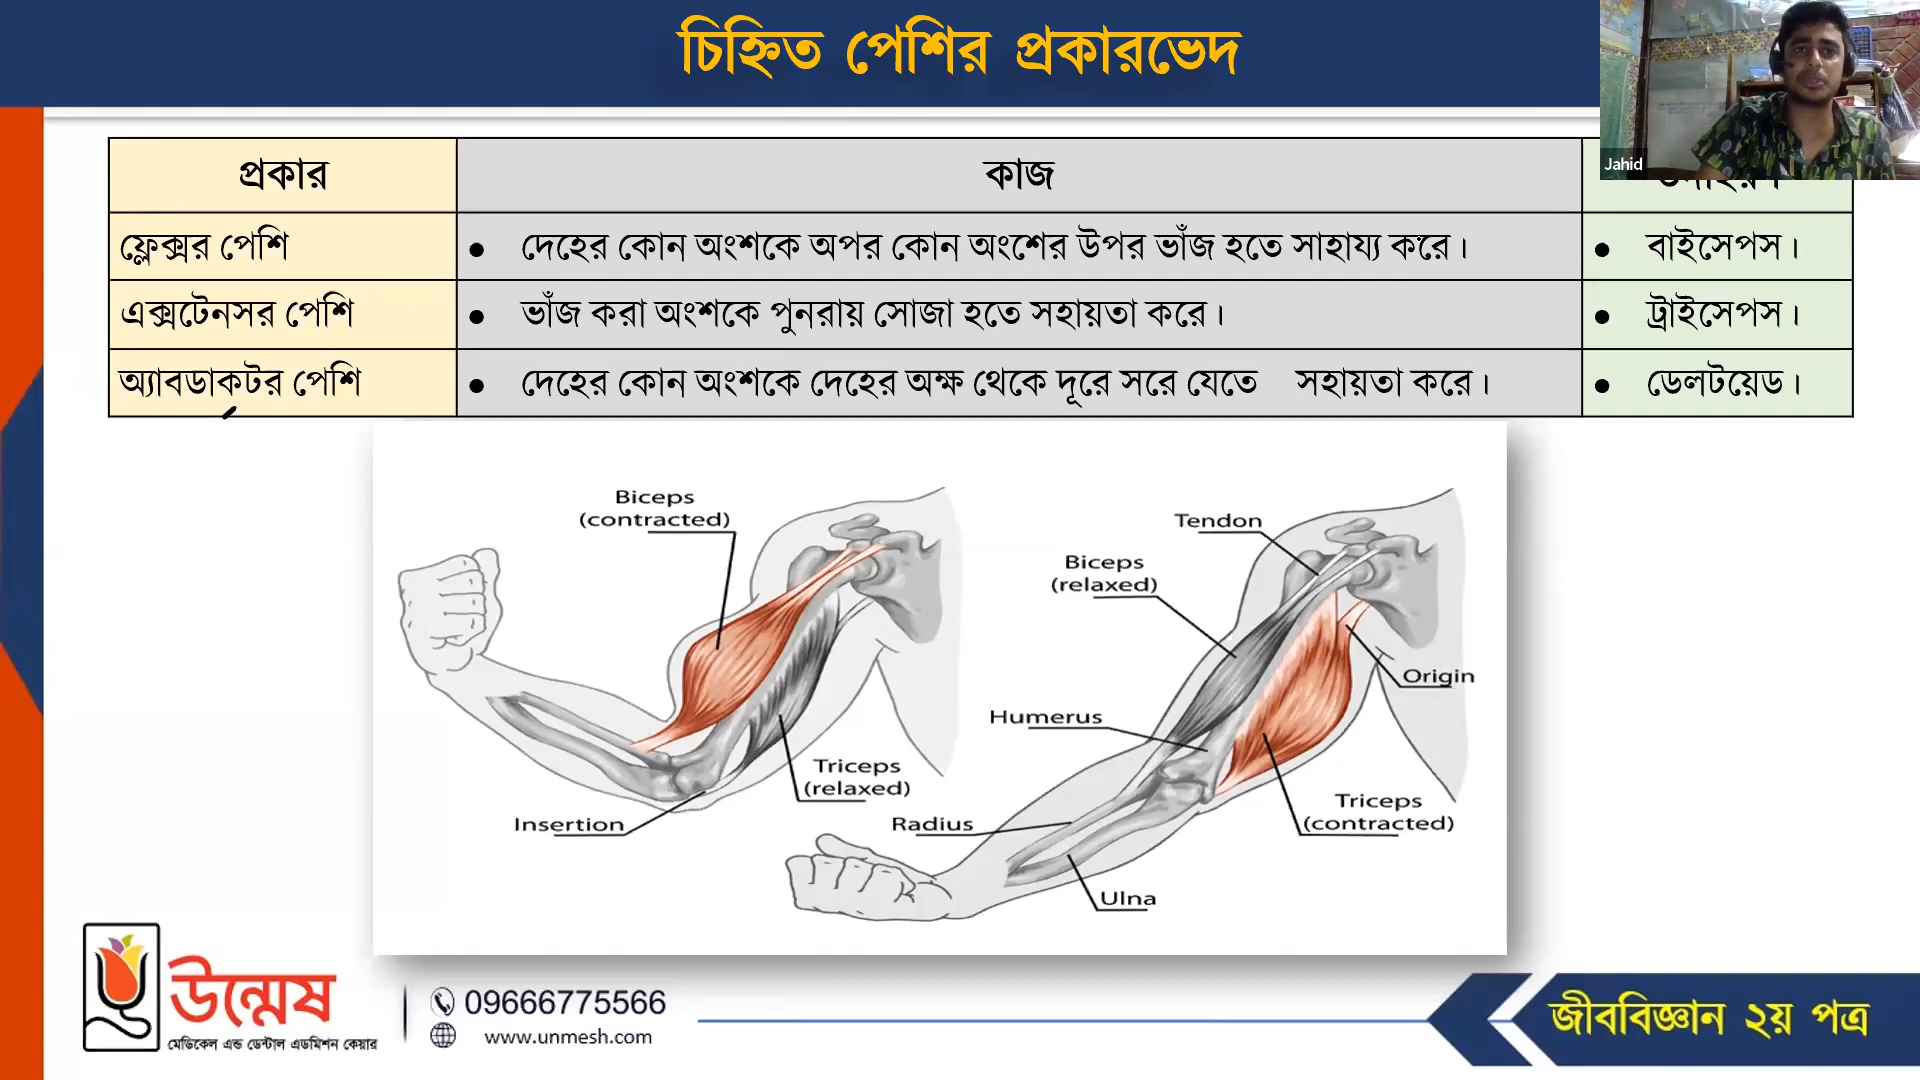 চিহ্নিত পেশির প্রকারভেদ
Jahid
প্রকার
কাজ
ফ্লেক্সর পেশি
● দেহের কোন অংশকে অপর কোন অংশের উপর ভাঁজ হতে সাহায্য করে।
● বাইসেপস।
এক্সটেনসর পেশি
● ভাঁজ করা অংশকে পুনরায় সোজা হতে সহায়তা করে।
● ট্রাইসেপস।
অ্যাবডাকটর পেশি
● দেহের কোন অংশকে দেহের অক্ষ থেকে দূরে সরে যেতে সহায়তা করে।
● ডেলটয়েড।
Biceps
(contracted)
Triceps
(relaxed)
Insertion
Tendon
Biceps
(relaxed)
Origin
Humerus
Radius
Triceps
(contracted)
Ulna
উন্মেষ
মেডিকেল এন্ড ডেন্টাল এডমিশন কেয়ার
09666775566
www.unmesh.com
জীববিজ্ঞান ২য় পত্র